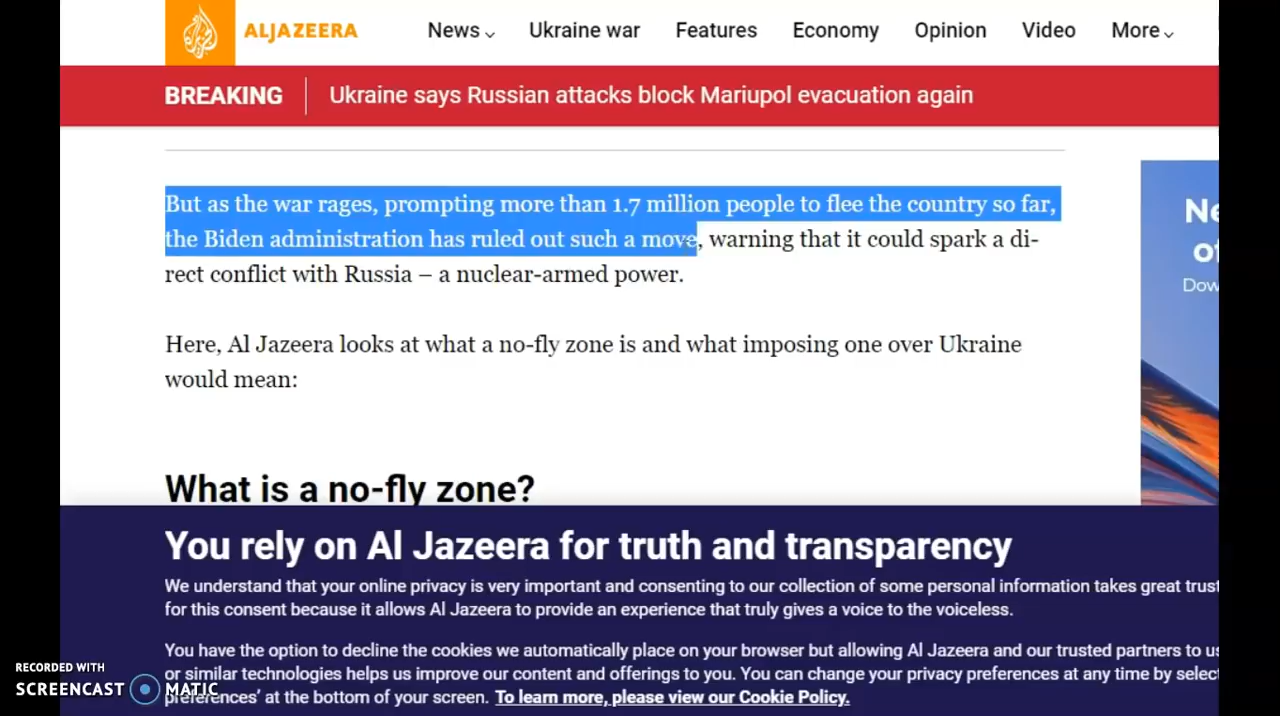 ALJAZEERA
News
Ukraine war
Features
Economy
Opinion
Video
More
BREAKING
Ukraine says Russian attacks block Mariupol evacuation again
But as the war rages, prompting more than 1.7 million people to flee the country so far,
the Biden administration has ruled out such a move, warning that it could spark a di-
rect conflict with Russia – a nuclear-armed power.
Here, Al Jazeera looks at what a no-fly zone is and what imposing one over Ukraine
would mean:
What is a no-fly zone?
You rely on Al Jazeera for truth and transparency
We understand that your online privacy is very important and consenting to our collection of some personal information takes great trust
for this consent because it allows Al Jazeera to provide an experience that truly gives a voice to the voiceless.
You have the option to decline the cookies we automatically place on your browser but allowing Al Jazeera and our trusted partners to
or similar technologies helps us improve our content and offerings to you. You can change your privacy preferences at any time by
preferences' at the bottom of your screen. To learn more, please view our Cookie Policy.
RECORDED WITH
SCREENCAST MATIC